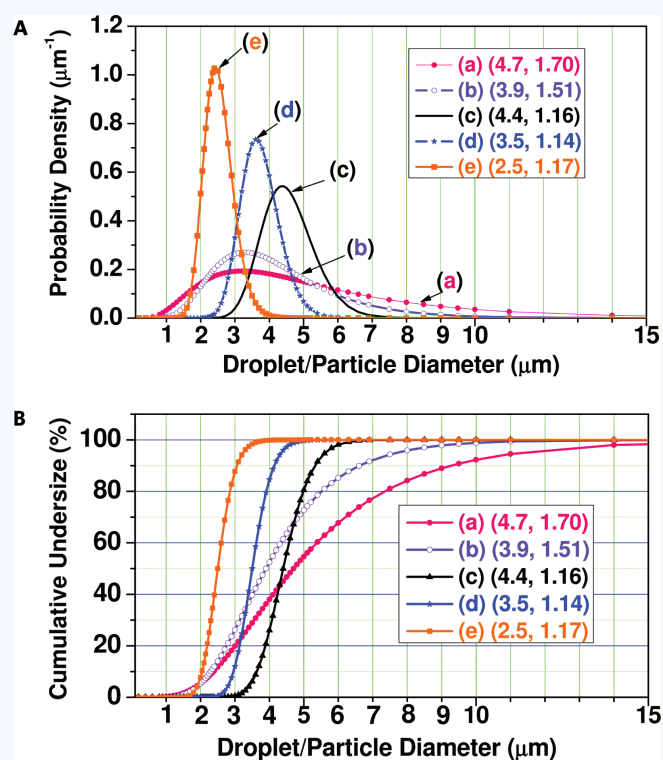 A
Probability Density (μm⁻¹)
1.2
1.0
0.8
0.6
0.4
0.2
0.0
(e)
(d)
(c)
(b)
(a)
(a) (4.7, 1.70)
(b) (3.9, 1.51)
(c) (4.4, 1.16)
(d) (3.5, 1.14)
(e) (2.5, 1.17)
1 2 3 4 5 6 7 8 9 10 15
Droplet/Particle Diameter (μm)
B
Cumulative Undersize (%)
100
80
60
40
20
0
(a) (4.7, 1.70)
(b) (3.9, 1.51)
(c) (4.4, 1.16)
(d) (3.5, 1.14)
(e) (2.5, 1.17)
1 2 3 4 5 6 7 8 9 10 15
Droplet/Particle Diameter (μm)